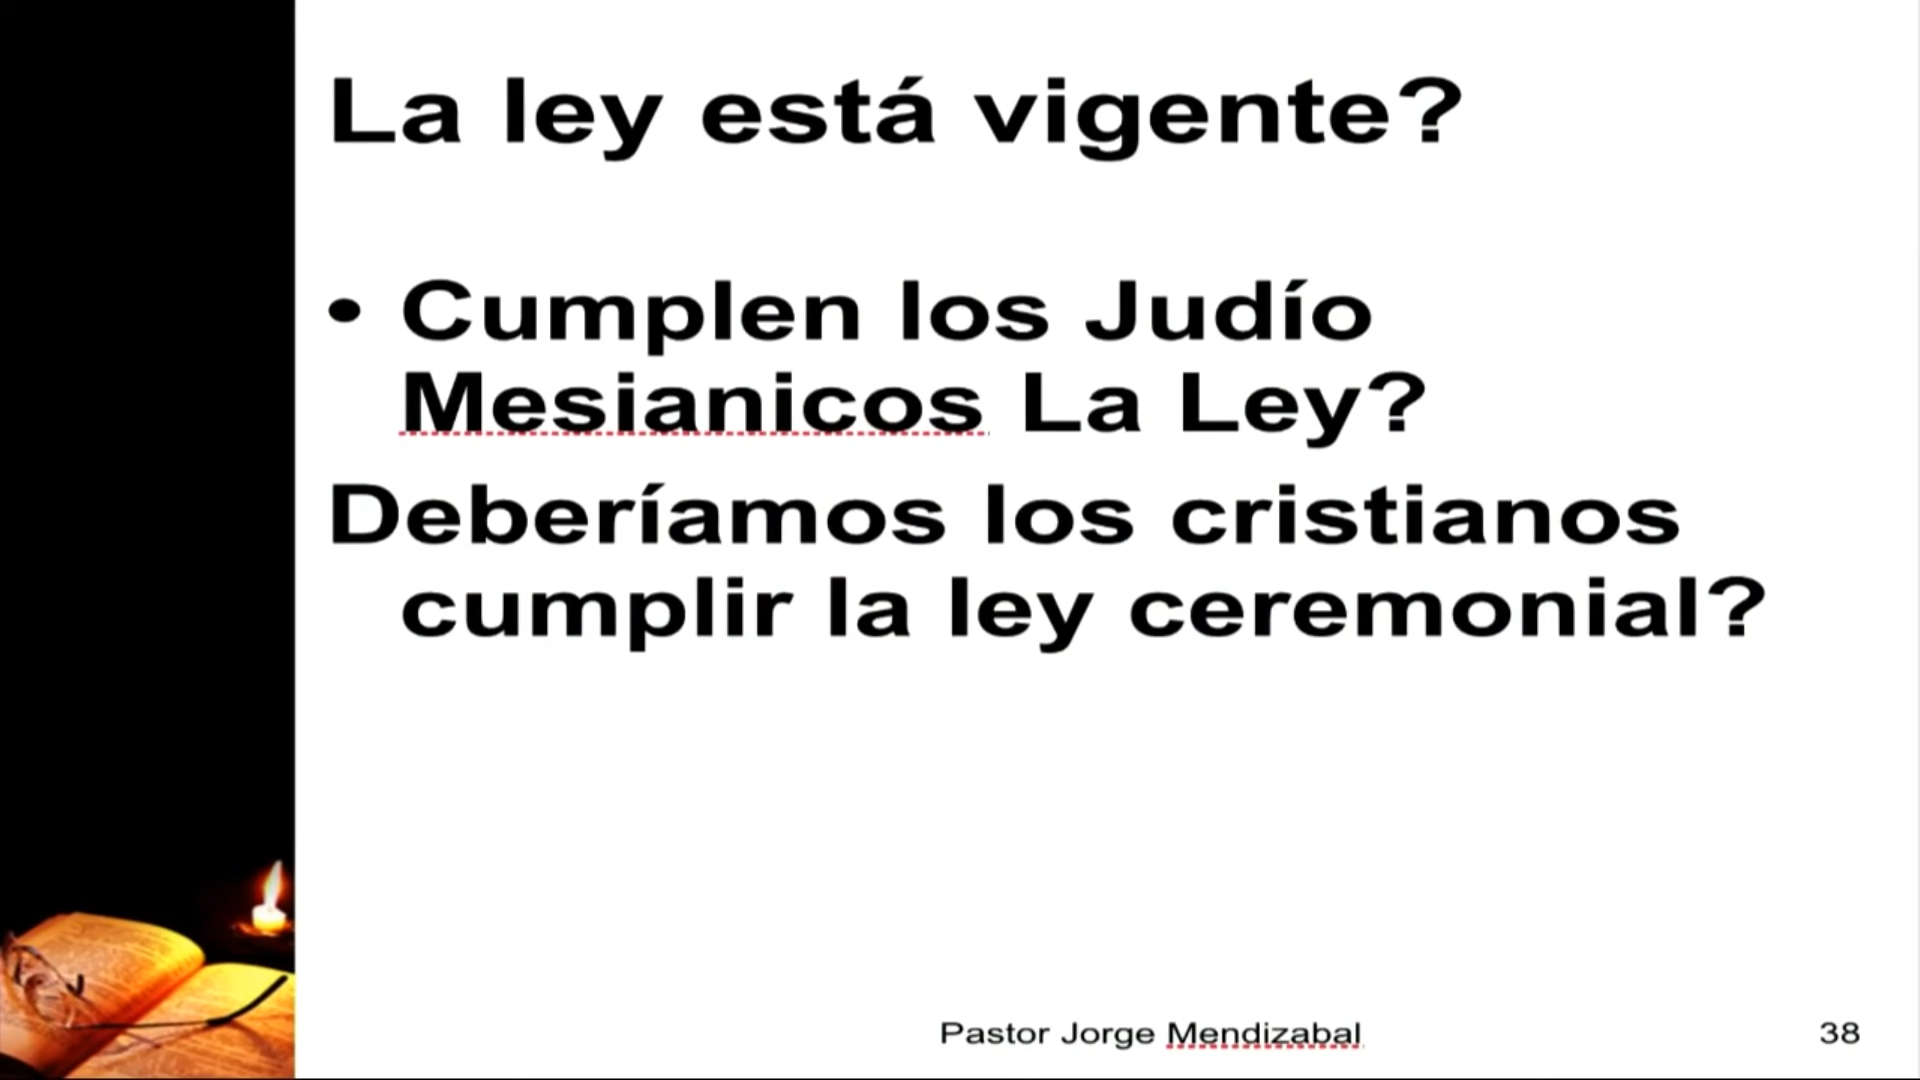 La ley está vigente?
• Cumplen los Judío
Mesianicos La Ley?
Deberíamos los cristianos
cumplir la ley ceremonial?
Pastor Jorge Mendizabal
38